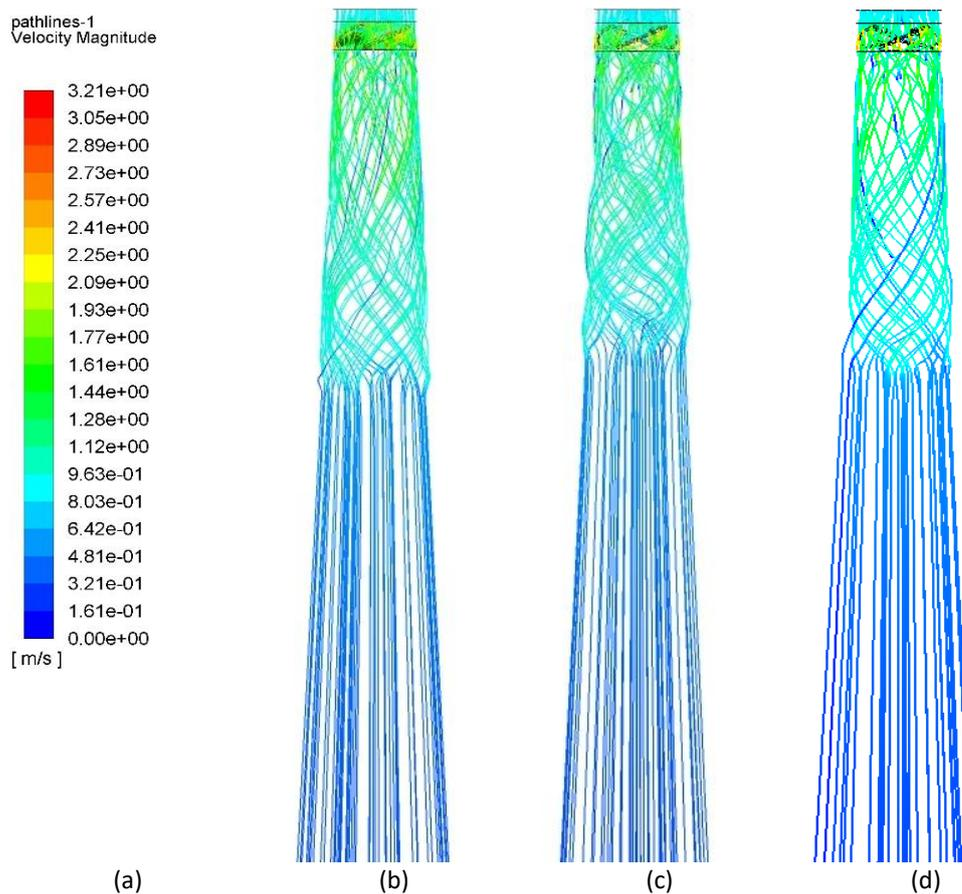 pathlines-1
Velocity Magnitude
3.21e+00
3.05e+00
2.89e+00
2.73e+00
2.57e+00
2.41e+00
2.25e+00
2.09e+00
1.93e+00
1.77e+00
1.61e+00
1.44e+00
1.28e+00
1.12e+00
9.63e-01
8.03e-01
6.42e-01
4.81e-01
3.21e-01
1.61e-01
0.00e+00
[ m/s ]
(a) (b) (c) (d)